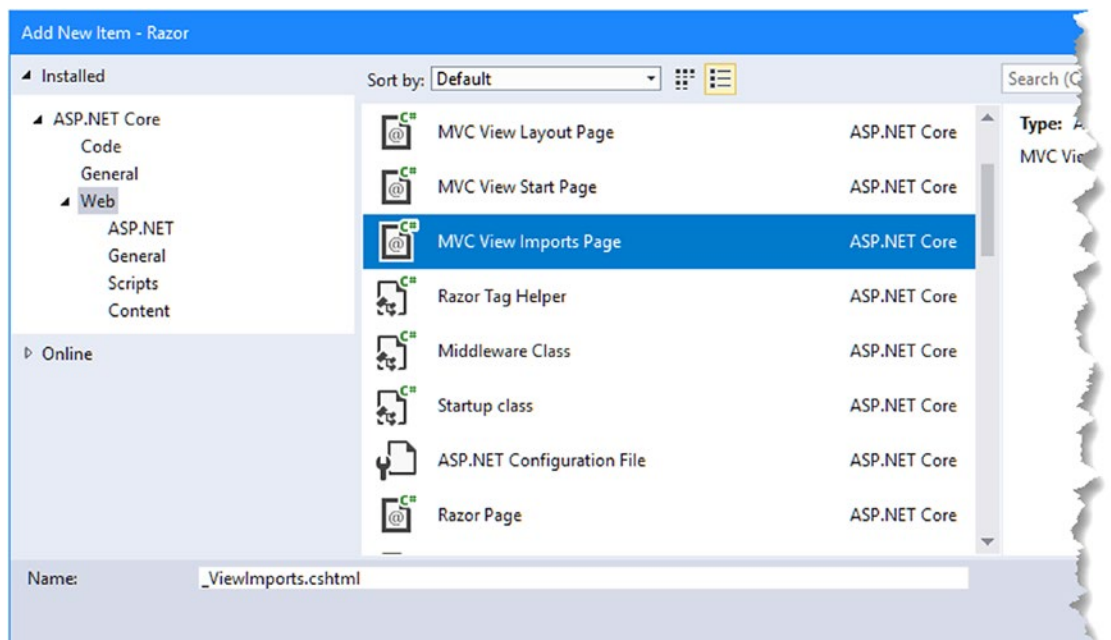 Add New Item - Razor
Installed
Sort by: Default
Search (C
ASP.NET Core
Code
General
Web
ASP.NET
General
Scripts
Content
Online
C#
@
MVC View Layout Page ASP.NET Core
C#
@
MVC View Start Page ASP.NET Core
C#
@
MVC View Imports Page ASP.NET Core
C#
Razor Tag Helper ASP.NET Core
C#
Middleware Class ASP.NET Core
C#
Startup class ASP.NET Core
ASP.NET Configuration File ASP.NET Core
C#
@
Razor Page ASP.NET Core
Type:
MVC Vie
Name: _ViewImports.cshtml